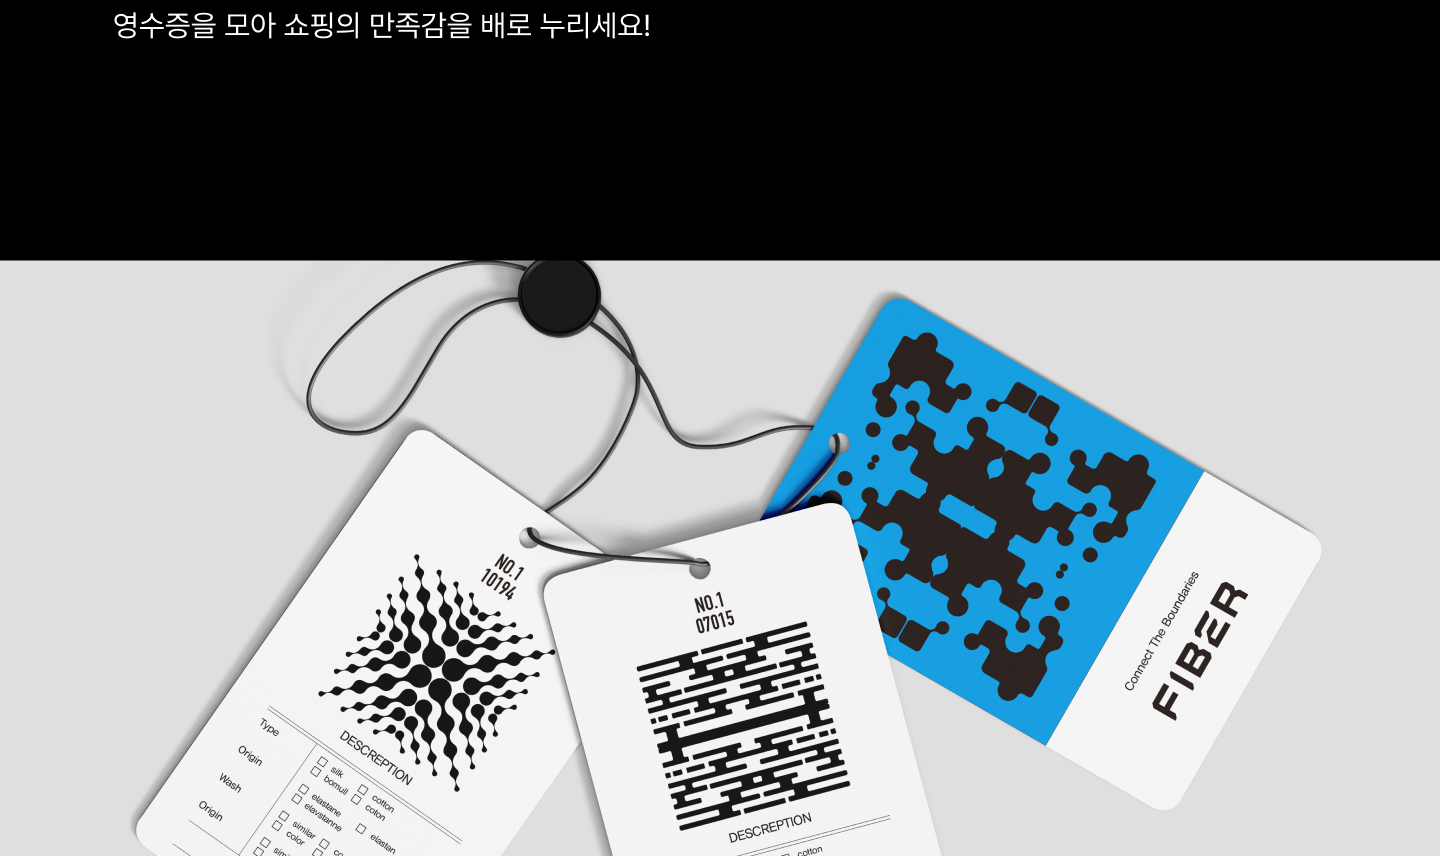 영수증을 모아 쇼핑의 만족감을 배로 누리세요!
NO.1
10194
DESCREPTION
Type
Origin
Wash
Origin
silk
bomull
cotton
coton
elastane
elavstanne
elastan
similar
color
NO.1
07015
DESCREPTION
cotton
Connect The Boundaries
FIBER